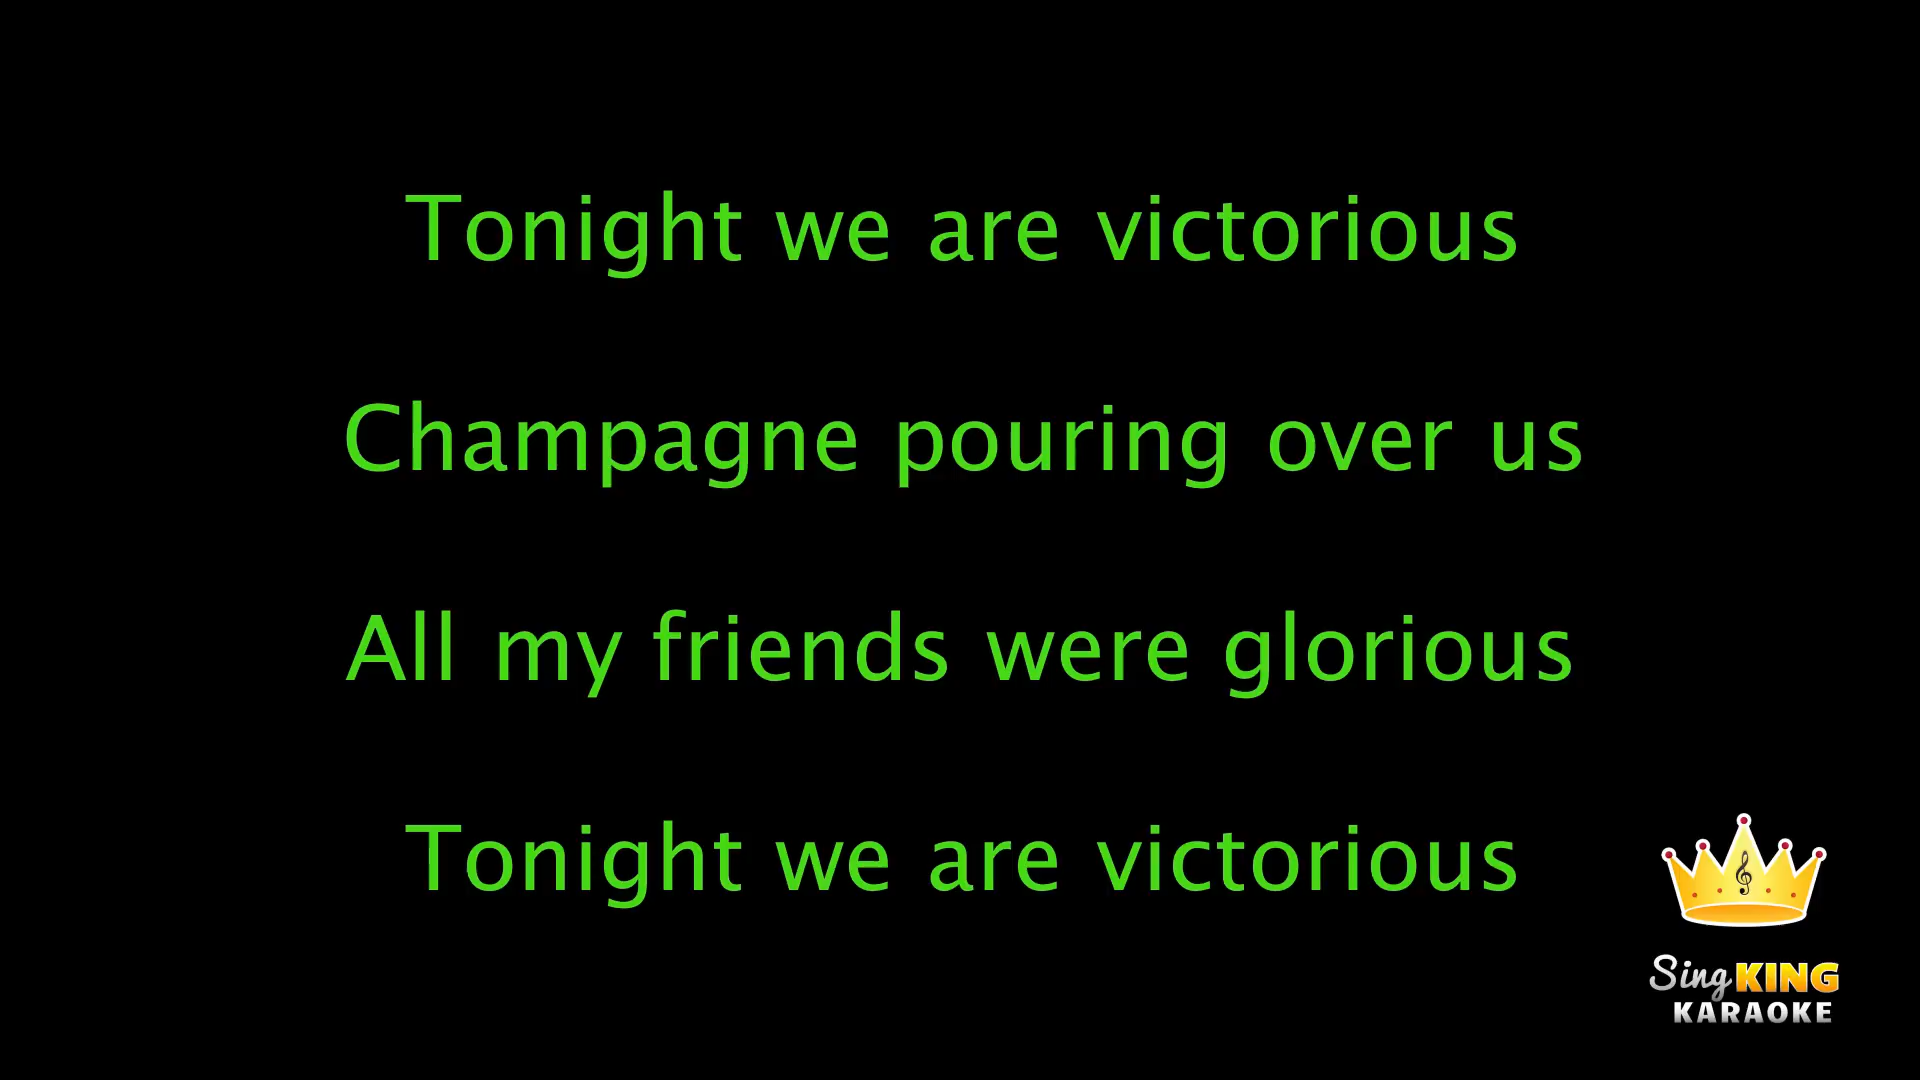 Tonight we are victorious
Champagne pouring over us
All my friends were glorious
Tonight we are victorious
Sing KING
KARAOKE